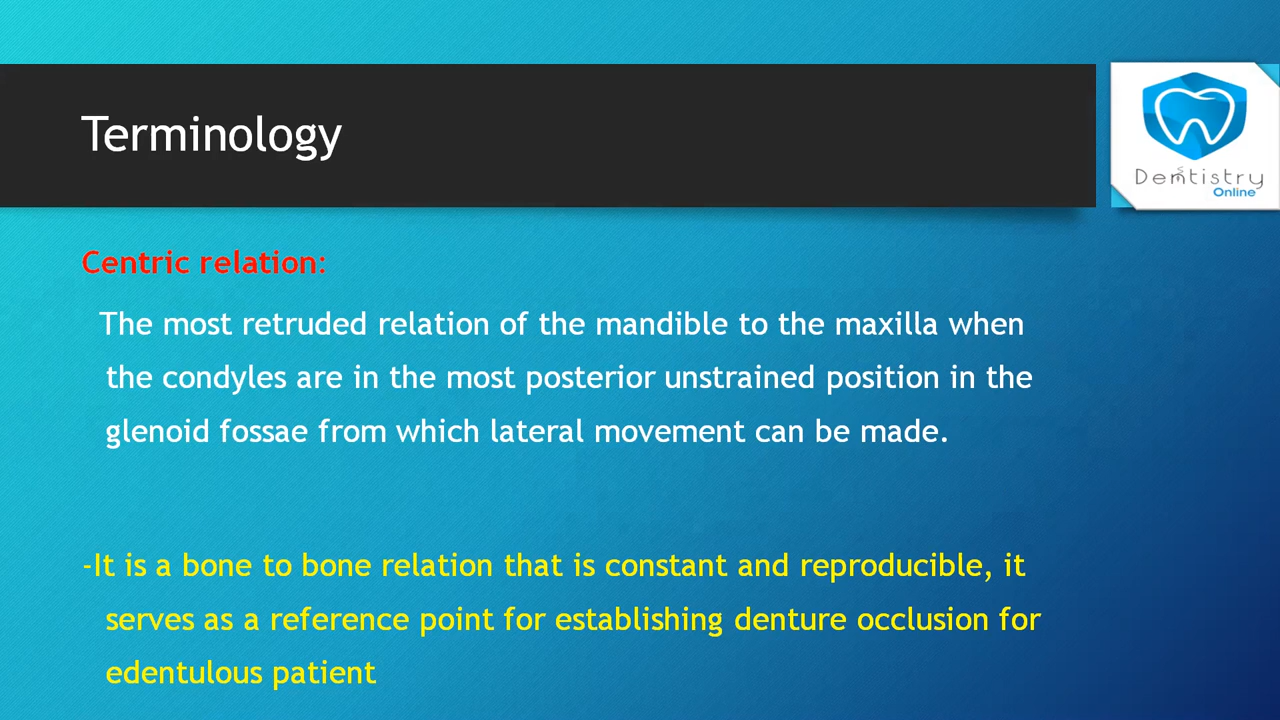 Terminology
Dentistry
Online
Centric relation:
The most retruded relation of the mandible to the maxilla when
the condyles are in the most posterior unstrained position in the
glenoid fossae from which lateral movement can be made.
-It is a bone to bone relation that is constant and reproducible, it
serves as a reference point for establishing denture occlusion for
edentulous patient